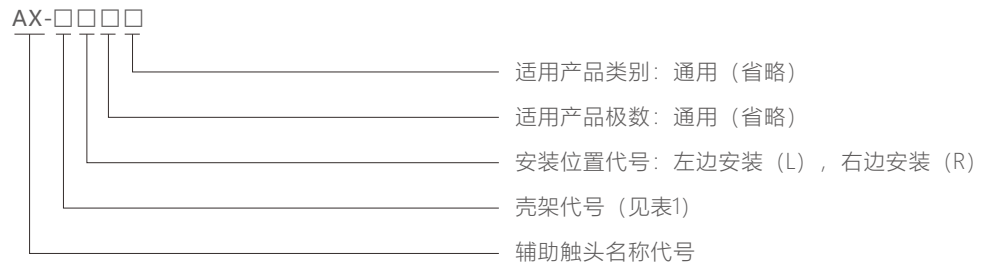 AX-□□□□
适用产品类别：通用（省略）
适用产品极数：通用（省略）
安装位置代号：左边安装（L），右边安装（R）
壳架代号（见表1）
辅助触头名称代号